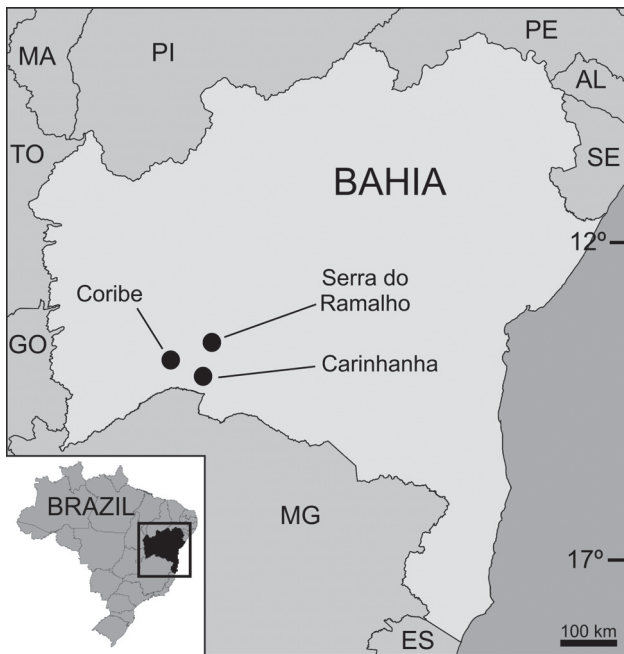 MA
PI
PE
AL
TO
SE
BAHIA
12º
Serra do
Ramalho
Coribe
GO
Carinhanha
BRAZIL
MG
17º
ES
100 km